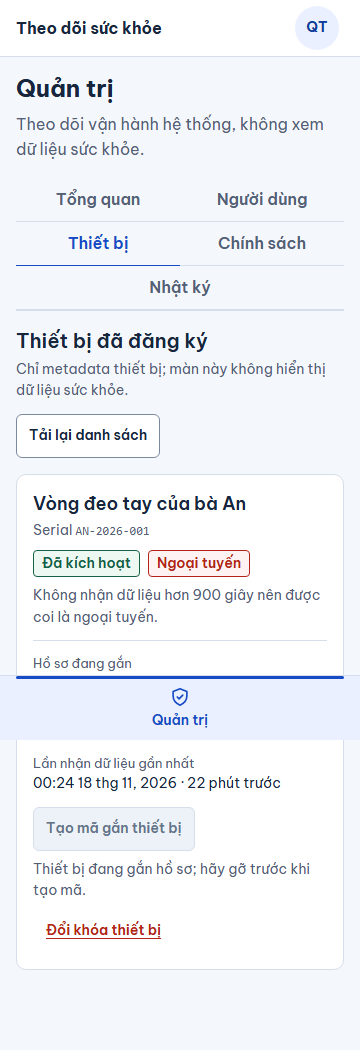 Theo dõi sức khỏe
QT
Quản trị
Theo dõi vận hành hệ thống, không xem
dữ liệu sức khỏe.
Tổng quan
Người dùng
Thiết bị
Chính sách
Nhật ký
Thiết bị đã đăng ký
Chỉ metadata thiết bị; màn này không hiển thị
dữ liệu sức khỏe.
Tải lại danh sách
Vòng đeo tay của bà An
Serial AN-2026-001
Đã kích hoạt
Ngoại tuyến
Không nhận dữ liệu hơn 900 giây nên được
coi là ngoại tuyến.
Hồ sơ đang gắn
Quản trị
Lần nhận dữ liệu gần nhất
00:24 18 thg 11, 2026 · 22 phút trước
Tạo mã gắn thiết bị
Thiết bị đang gắn hồ sơ; hãy gỡ trước khi
tạo mã.
Đổi khóa thiết bị